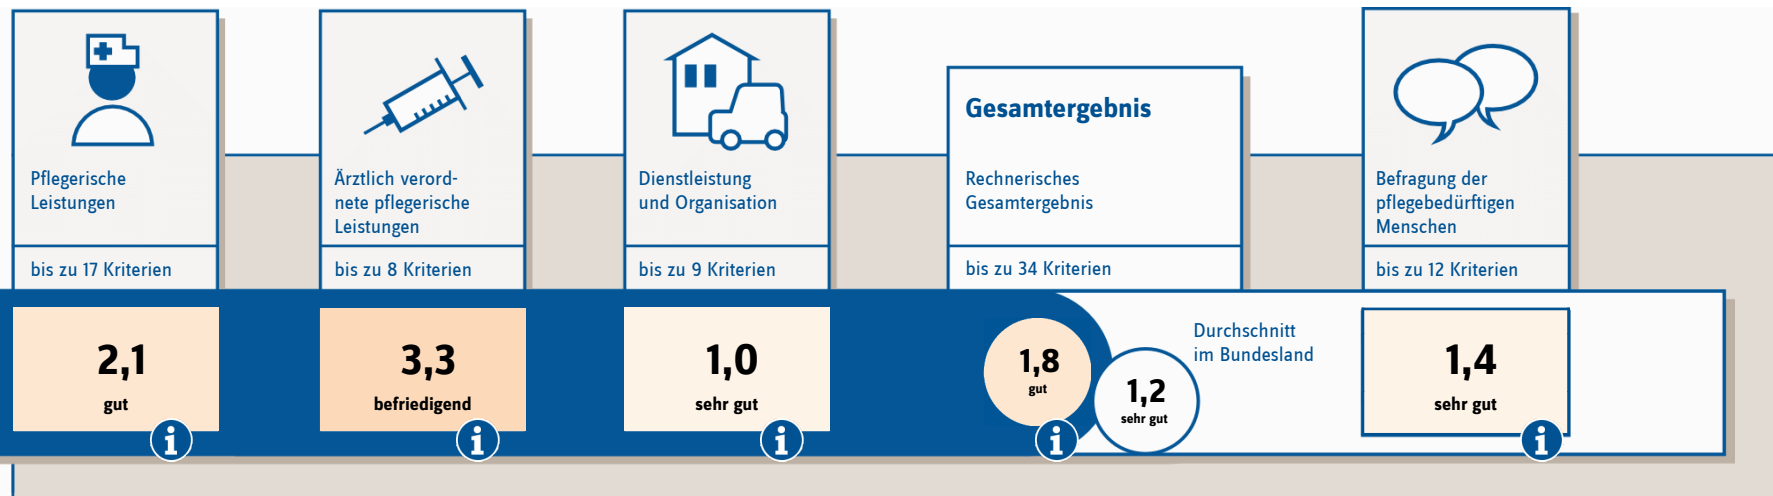 Pflegerische
Leistungen
bis zu 17 Kriterien
2,1
gut
i
Ärztlich verord-
nete pflegerische
Leistungen
bis zu 8 Kriterien
3,3
befriedigend
i
Dienstleistung
und Organisation
bis zu 9 Kriterien
1,0
sehr gut
i
Gesamtergebnis
Rechnerisches
Gesamtergebnis
bis zu 34 Kriterien
1,8
gut
i
1,2
sehr gut
Durchschnitt
im Bundesland
Befragung der
pflegebedürftigen
Menschen
bis zu 12 Kriterien
1,4
sehr gut
i